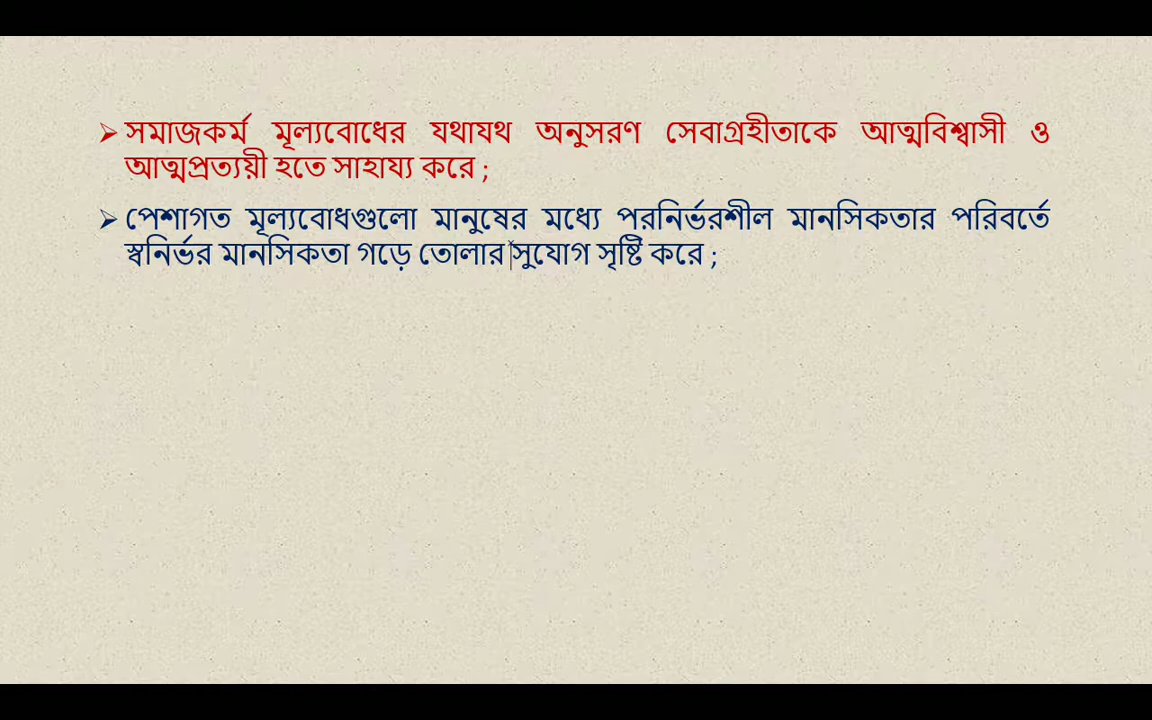 ➢ সমাজকর্ম মূল্যবোধের যথাযথ অনুসরণ সেবাগ্রহীতাকে আত্মবিশ্বাসী ও
আত্মপ্রত্যয়ী হতে সাহায্য করে ;
➢ পেশাগত মূল্যবোধগুলো মানুষের মধ্যে পরনির্ভরশীল মানসিকতার পরিবর্তে
স্বনির্ভর মানসিকতা গড়ে তোলার সুযোগ সৃষ্টি করে ;